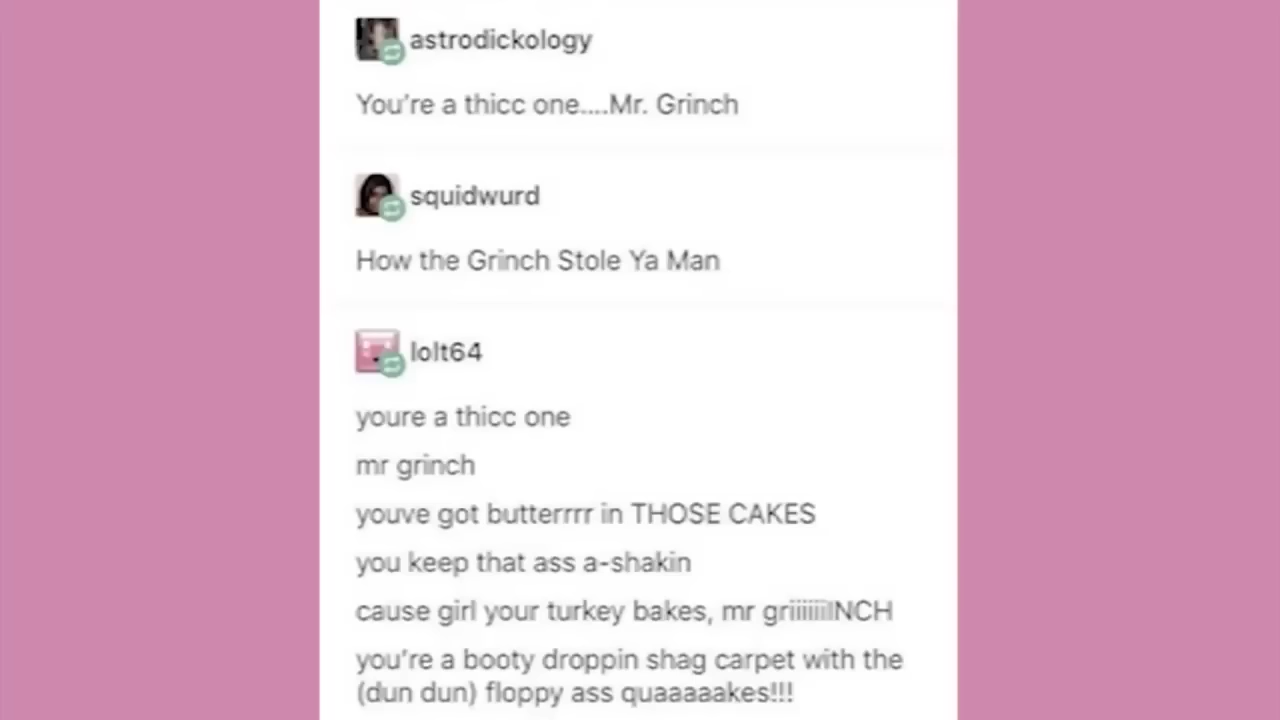 astrodickology
You're a thicc one....Mr. Grinch
squidwurd
How the Grinch Stole Ya Man
lolt64
youre a thicc one
mr grinch
youve got butterrrr in THOSE CAKES
you keep that ass a-shakin
cause girl your turkey bakes, mr griiiiiiiINCH
you're a booty droppin shag carpet with the
(dun dun) floppy ass quaaaaakes!!!